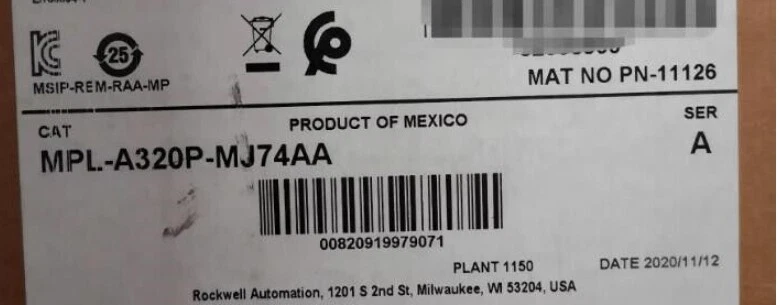 25
MSIP-REM-RAA-MP
MAT NO PN-11126
CAT
PRODUCT OF MEXICO
SER
MPL-A320P-MJ74AA
A
00820919979071
PLANT 1150
DATE 2020/11/12
Rockwell Automation, 1201 S 2nd St, Milwaukee, WI 53204, USA